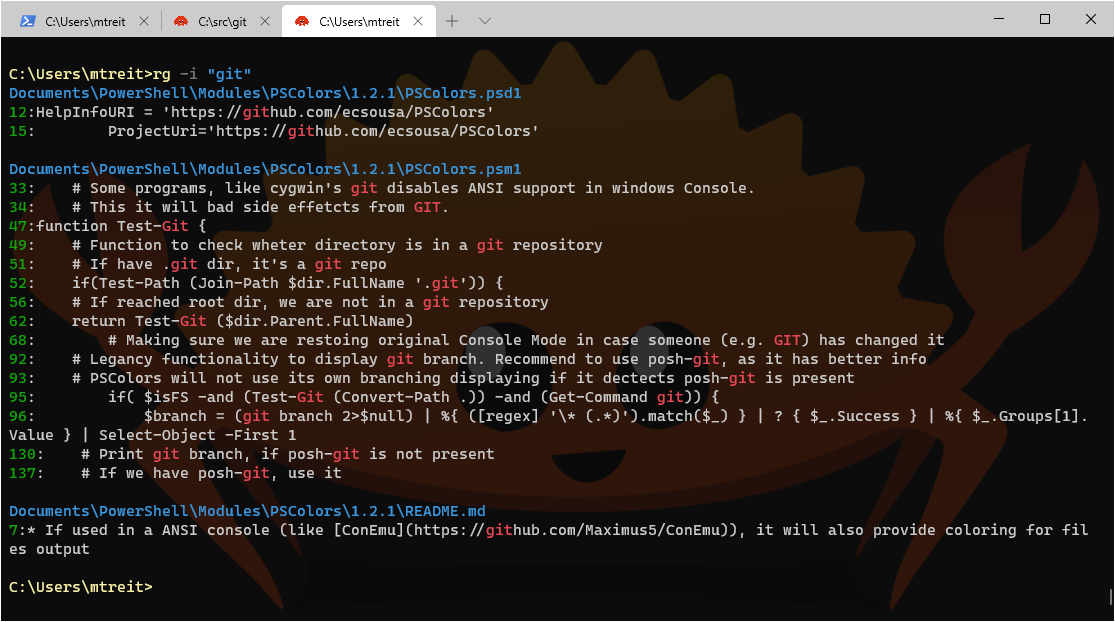 C:\Users\mtreit
C:\src\git
C:\Users\mtreit
C:\Users\mtreit>rg -i "git"
Documents\PowerShell\Modules\PSColors\1.2.1\PSColors.psd1
12:HelpInfoURI = 'https://github.com/ecsousa/PSColors'
15:        ProjectUri='https://github.com/ecsousa/PSColors'
Documents\PowerShell\Modules\PSColors\1.2.1\PSColors.psm1
33:    # Some programs, like cygwin's git disables ANSI support in windows Console.
34:    # This it will bad side effetcts from GIT.
47:function Test-Git {
49:    # Function to check wheter directory is in a git repository
51:    # If have .git dir, it's a git repo
52:    if(Test-Path (Join-Path $dir.FullName '.git')) {
56:    # If reached root dir, we are not in a git repository
62:    return Test-Git ($dir.Parent.FullName)
68:        # Making sure we are restoing original Console Mode in case someone (e.g. GIT) has changed it
92:    # Legancy functionality to display git branch. Recommend to use posh-git, as it has better info
93:    # PSColors will not use its own branching displaying if it dectects posh-git is present
95:        if( $isFS -and (Test-Git (Convert-Path .)) -and (Get-Command git)) {
96:            $branch = (git branch 2>$null) | %{ ([regex] '\* (.*)').match($_) } | ? { $_.Success } | %{ $_.Groups[1].
Value } | Select-Object -First 1
130:    # Print git branch, if posh-git is not present
137:    # If we have posh-git, use it
Documents\PowerShell\Modules\PSColors\1.2.1\README.md
7:* If used in a ANSI console (like [ConEmu](https://github.com/Maximus5/ConEmu)), it will also provide coloring for fil
es output
C:\Users\mtreit>